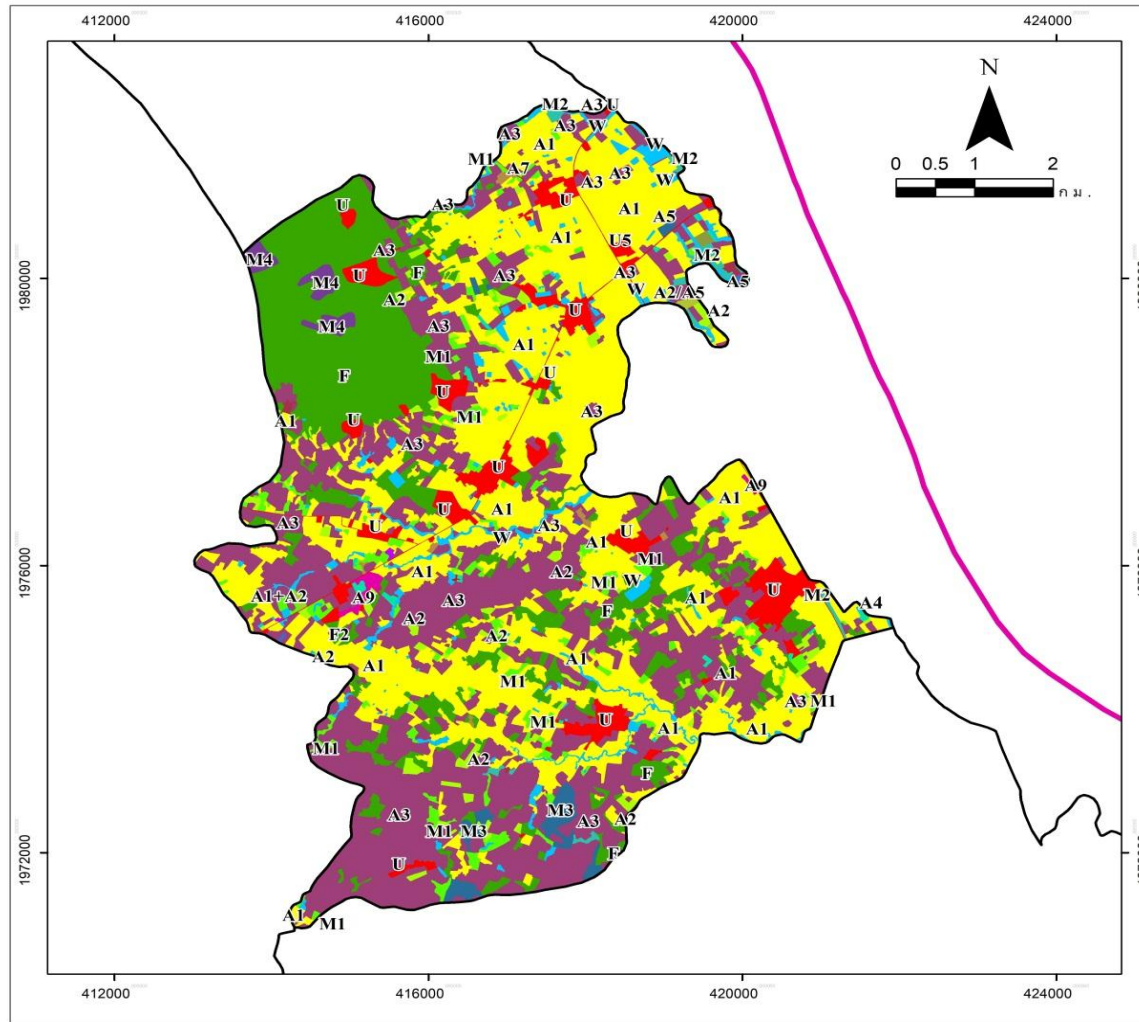 412000 416000 420000 424000
N
0 0.5 1 2
กม.
M2 A3 U
A3 W
A3
A1 W
M1 M2
A7 A3 W
A3
U A1
U A3 A5
A1 U5
A3 M2
M4 F A3 A3
M4 U A5
A2 W A2/A5
A2
M4 A3 U
A1
M1
F U
U
M1 A3
A1 U
A3
U
A9
A1
U A1
A3 A3
U W U
A1
M1
A1 A2
M1 W
A1+A2 A9 A3 U M2
F A1 A4
A2
F2 A2
A2 A1 A1
M1 A1
A3 M1
M1 U A1 A1
M1
A2
F
A3 M3 A2
M1 M3 A3
U F
A1
M1
1980000
1976000
1972000
412000 416000 420000 424000